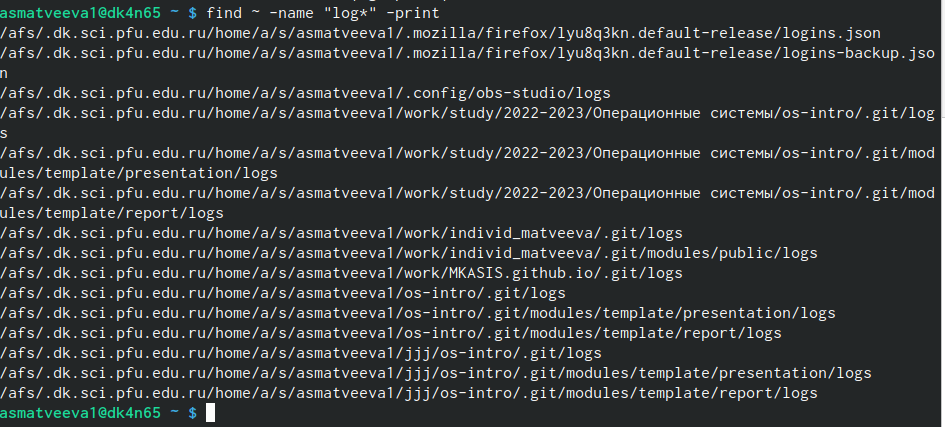 asmatveeva1@dk4n65 ~ $ find ~ -name "log*" -print
/afs/.dk.sci.pfu.edu.ru/home/a/s/asmatveeva1/.mozilla/firefox/lyu8q3kn.default-release/logins.json
/afs/.dk.sci.pfu.edu.ru/home/a/s/asmatveeva1/.mozilla/firefox/lyu8q3kn.default-release/logins-backup.jso
n
/afs/.dk.sci.pfu.edu.ru/home/a/s/asmatveeva1/.config/obs-studio/logs
/afs/.dk.sci.pfu.edu.ru/home/a/s/asmatveeva1/work/study/2022-2023/Операционные системы/os-intro/.git/log
s
/afs/.dk.sci.pfu.edu.ru/home/a/s/asmatveeva1/work/study/2022-2023/Операционные системы/os-intro/.git/mod
ules/template/presentation/logs
/afs/.dk.sci.pfu.edu.ru/home/a/s/asmatveeva1/work/study/2022-2023/Операционные системы/os-intro/.git/mod
ules/template/report/logs
/afs/.dk.sci.pfu.edu.ru/home/a/s/asmatveeva1/work/individ_matveeva/.git/logs
/afs/.dk.sci.pfu.edu.ru/home/a/s/asmatveeva1/work/individ_matveeva/.git/modules/public/logs
/afs/.dk.sci.pfu.edu.ru/home/a/s/asmatveeva1/work/MKASIS.github.io/.git/logs
/afs/.dk.sci.pfu.edu.ru/home/a/s/asmatveeva1/os-intro/.git/logs
/afs/.dk.sci.pfu.edu.ru/home/a/s/asmatveeva1/os-intro/.git/modules/template/presentation/logs
/afs/.dk.sci.pfu.edu.ru/home/a/s/asmatveeva1/os-intro/.git/modules/template/report/logs
/afs/.dk.sci.pfu.edu.ru/home/a/s/asmatveeva1/jjj/os-intro/.git/logs
/afs/.dk.sci.pfu.edu.ru/home/a/s/asmatveeva1/jjj/os-intro/.git/modules/template/presentation/logs
/afs/.dk.sci.pfu.edu.ru/home/a/s/asmatveeva1/jjj/os-intro/.git/modules/template/report/logs
asmatveeva1@dk4n65 ~ $